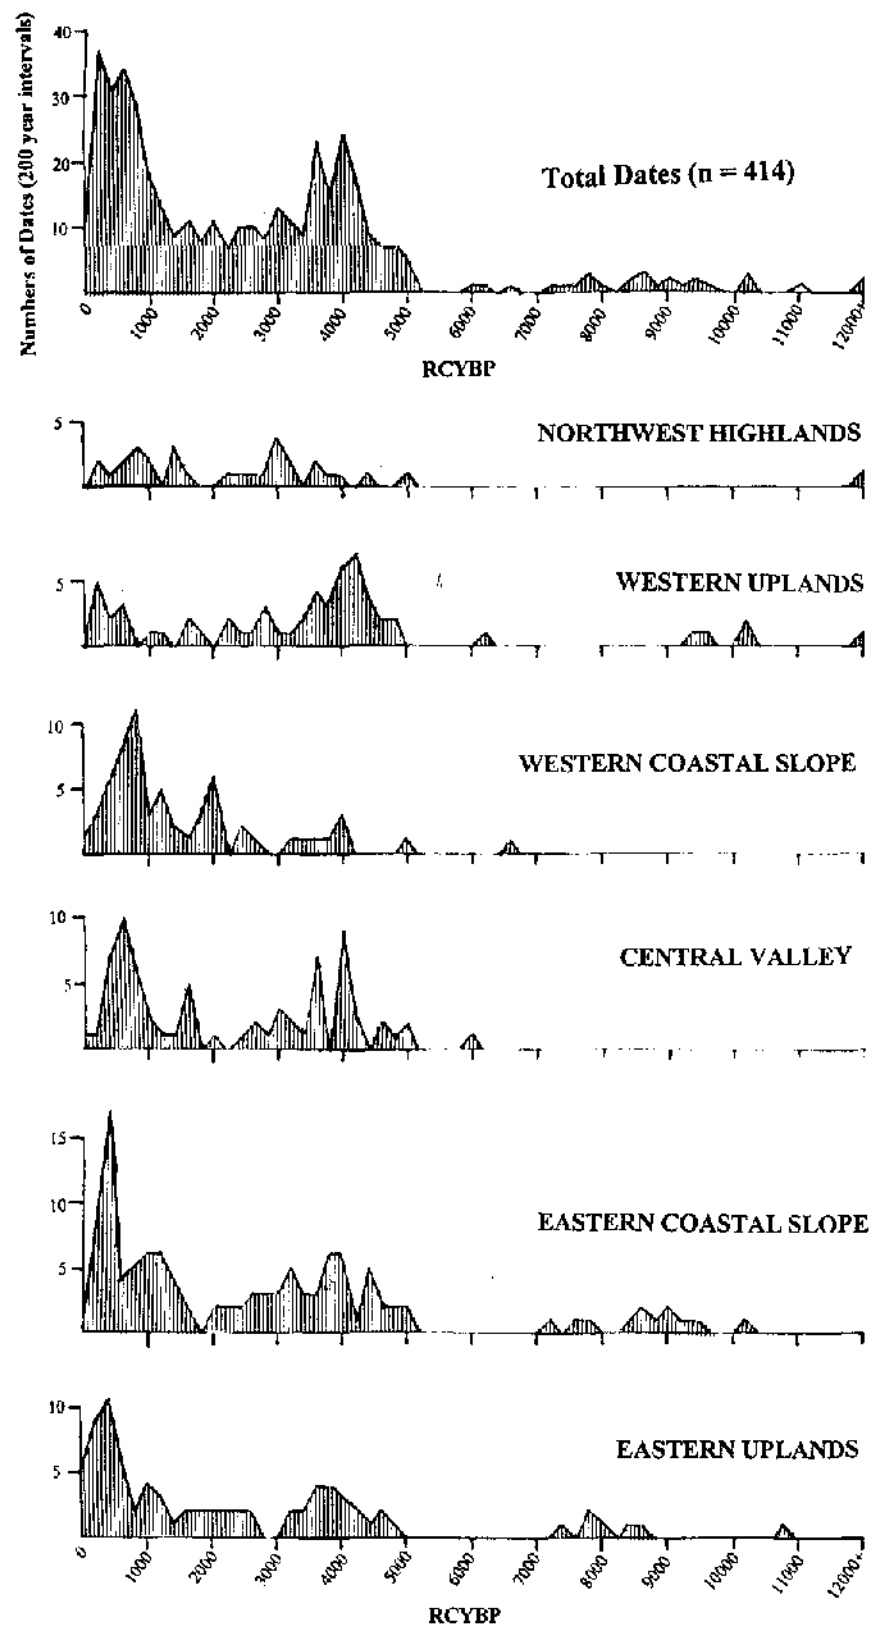 Numbers of Dates (200 year intervals)
40
30
20
10
Total Dates (n = 414)
0 1000 2000 3000 4000 5000 6000 7000 8000 9000 10000 11000 12000+
RCYBP
5
NORTHWEST HIGHLANDS
5
WESTERN UPLANDS
10
5
WESTERN COASTAL SLOPE
10
5
CENTRAL VALLEY
15
10
5
EASTERN COASTAL SLOPE
10
5
EASTERN UPLANDS
0 1000 2000 3000 4000 5000 6000 7000 8000 9000 10000 11000 12000+
RCYBP